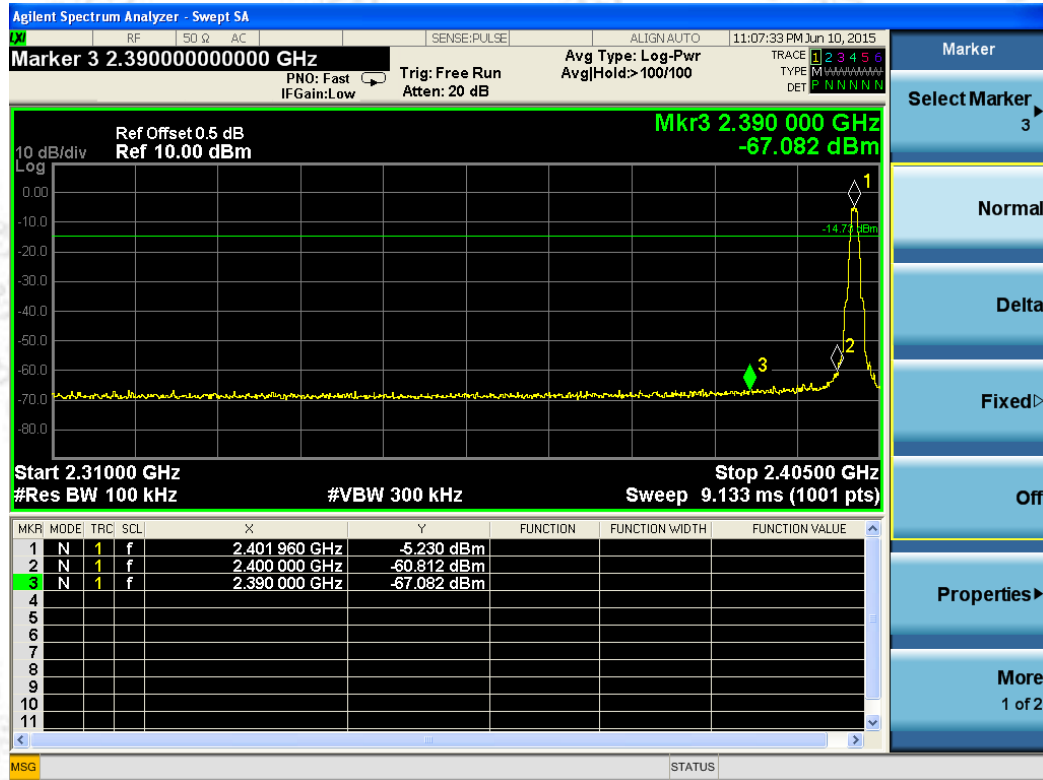 Agilent Spectrum Analyzer - Swept SA
LXI RF 50 Ω AC SENSE:PULSE ALIGN AUTO 11:07:33 PM Jun 10, 2015
Marker 3 2.390000000000 GHz
PNO: Fast
IFGain:Low
Trig: Free Run
Atten: 20 dB
Avg Type: Log-Pwr
Avg|Hold:>100/100
TRACE 1 2 3 4 5 6
TYPE M
DET P N N N N N
Mkr3 2.390 000 GHz
-67.082 dBm
Ref Offset 0.5 dB
10 dB/div Ref 10.00 dBm
Log
0.00
-10.0
-20.0
-30.0
-40.0
-50.0
-60.0
-70.0
-80.0
1
dBm
2
3
Start 2.31000 GHz Stop 2.40500 GHz
#Res BW 100 kHz #VBW 300 kHz Sweep 9.133 ms (1001 pts)
MKR MODE TRC SCL X Y FUNCTION FUNCTION WIDTH FUNCTION VALUE
1 N 1 f 2.401 960 GHz -5.230 dBm
2 N 1 f 2.400 000 GHz -60.812 dBm
3 N 1 f 2.390 000 GHz -67.082 dBm
4
5
6
7
8
9
10
11
MSG STATUS
Marker
Select Marker
3
Normal
Delta
Fixed
Off
Properties
More
1 of 2